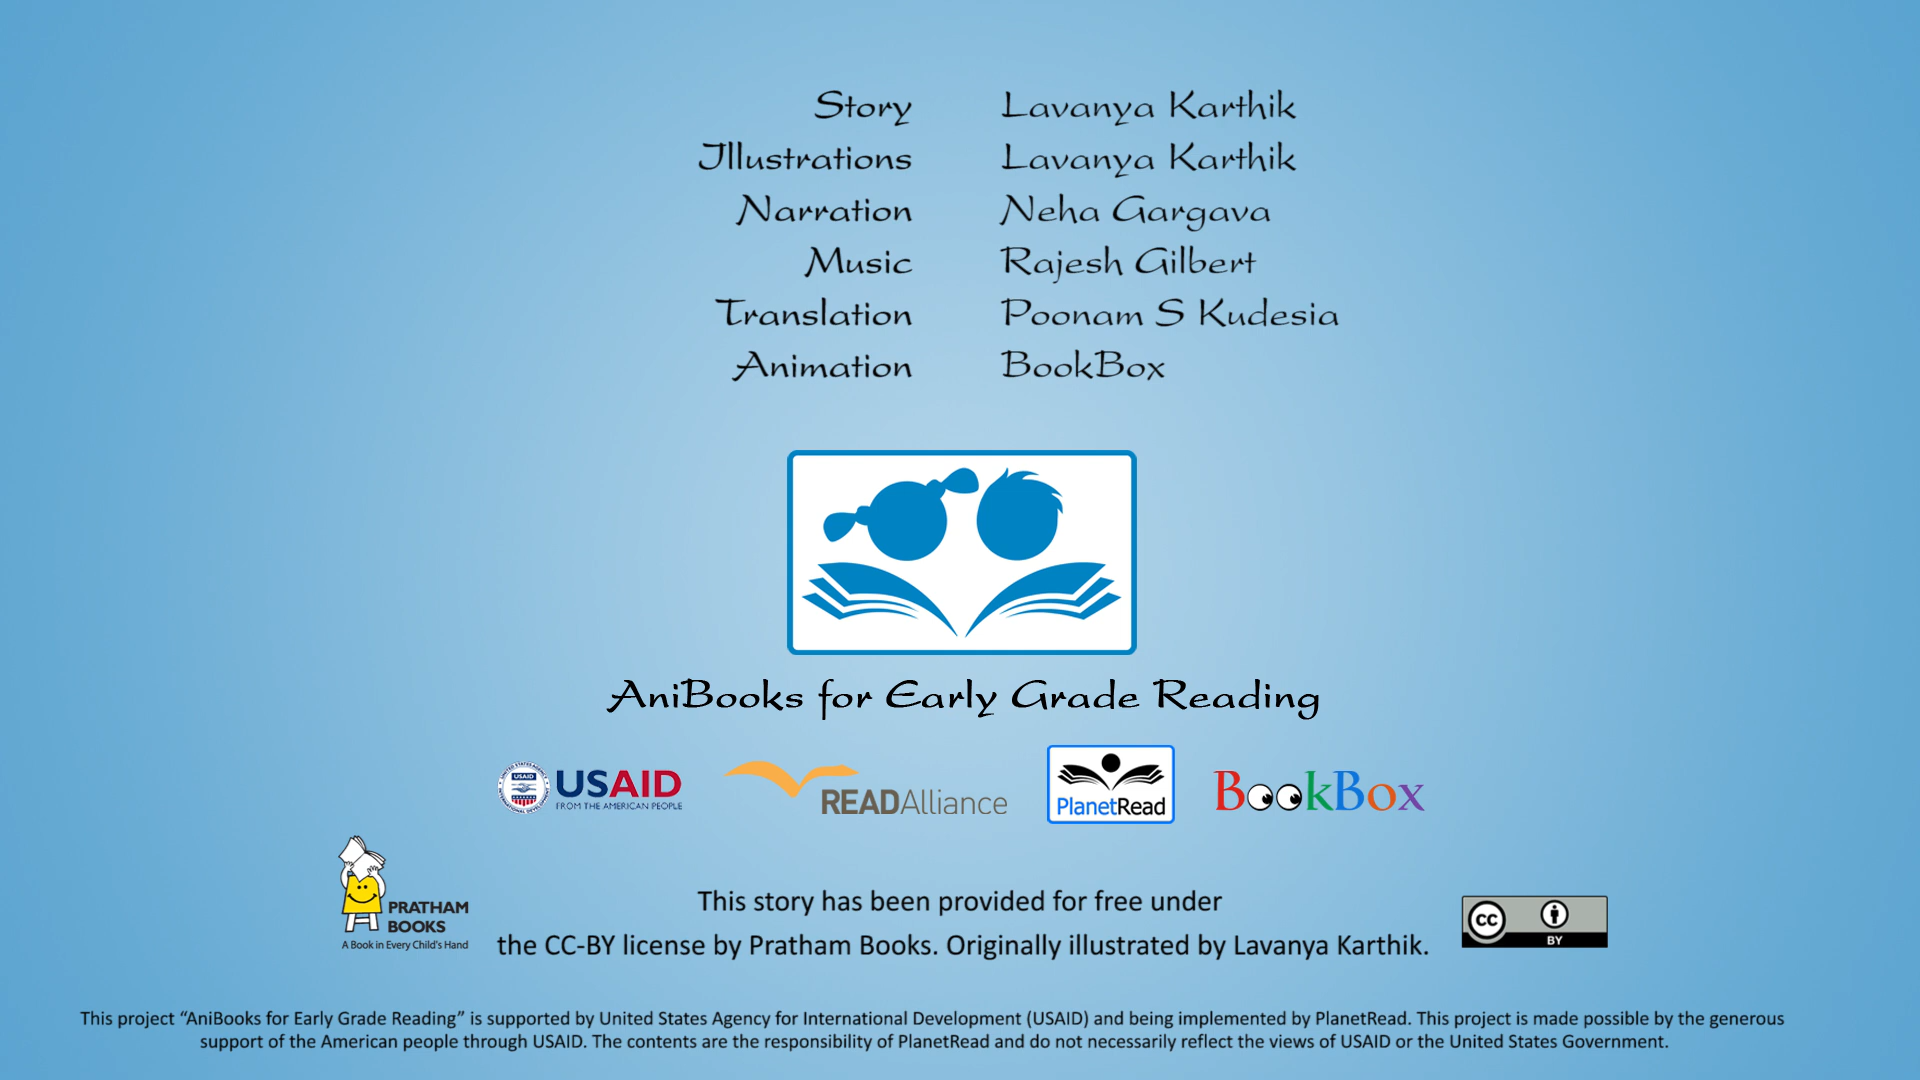 Story Lavanya Karthik
Illustrations Lavanya Karthik
Narration Neha Gargava
Music Rajesh Gilbert
Translation Poonam S Kudesia
Animation BookBox
AniBooks for Early Grade Reading
USAID
USAID
FROM THE AMERICAN PEOPLE
READAlliance
PlanetRead
BookBox
PRATHAM
BOOKS
A Book in Every Child's Hand
This story has been provided for free under
the CC-BY license by Pratham Books. Originally illustrated by Lavanya Karthik.
cc
BY
This project “AniBooks for Early Grade Reading” is supported by United States Agency for International Development (USAID) and being implemented by PlanetRead. This project is made possible by the generous
support of the American people through USAID. The contents are the responsibility of PlanetRead and do not necessarily reflect the views of USAID or the United States Government.